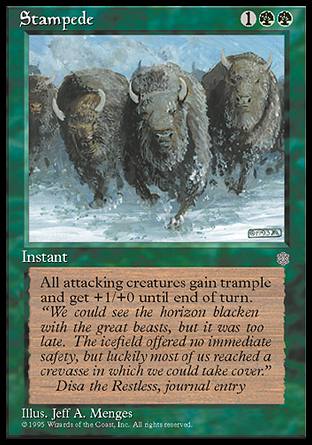 Stampede 1
Instant
All attacking creatures gain trample
and get +1/+0 until end of turn.
“We could see the horizon blacken
with the great beasts, but it was too
late. The icefield offered no immediate
safety, but luckily most of us reached a
crevasse in which we could take cover.”
Disa the Restless, journal entry
Illus. Jeff A. Menges
©1995 Wizards of the Coast, Inc. All rights reserved.